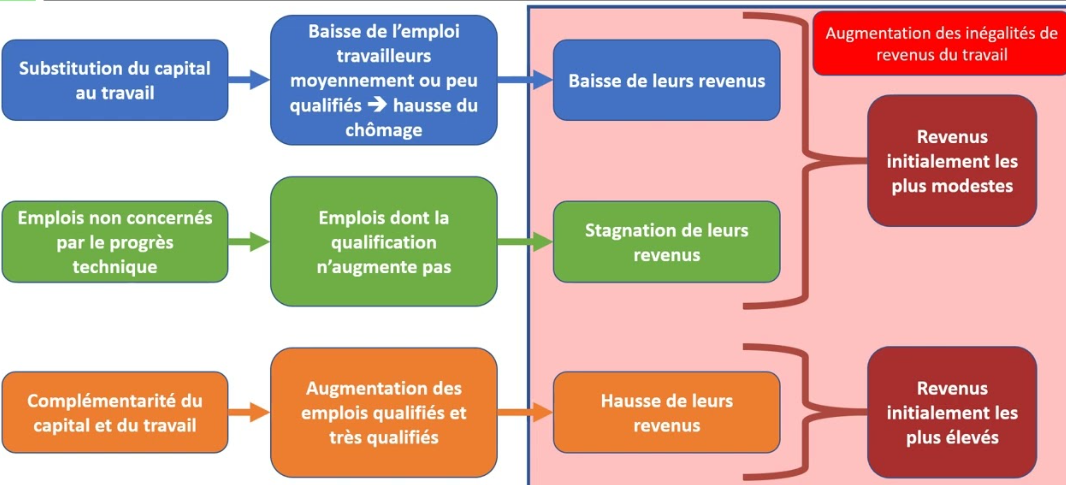 Substitution du capital
au travail
Baisse de l'emploi
travailleurs
moyennement ou peu
qualifiés ➔ hausse du
chômage
Baisse de leurs revenus
Augmentation des inégalités de
revenus du travail
Revenus
initialement les
plus modestes
Emplois non concernés
par le progrès
technique
Emplois dont la
qualification
n'augmente pas
Stagnation de leurs
revenus
Complémentarité du
capital et du travail
Augmentation des
emplois qualifiés et
très qualifiés
Hausse de leurs
revenus
Revenus
initialement les
plus élevés